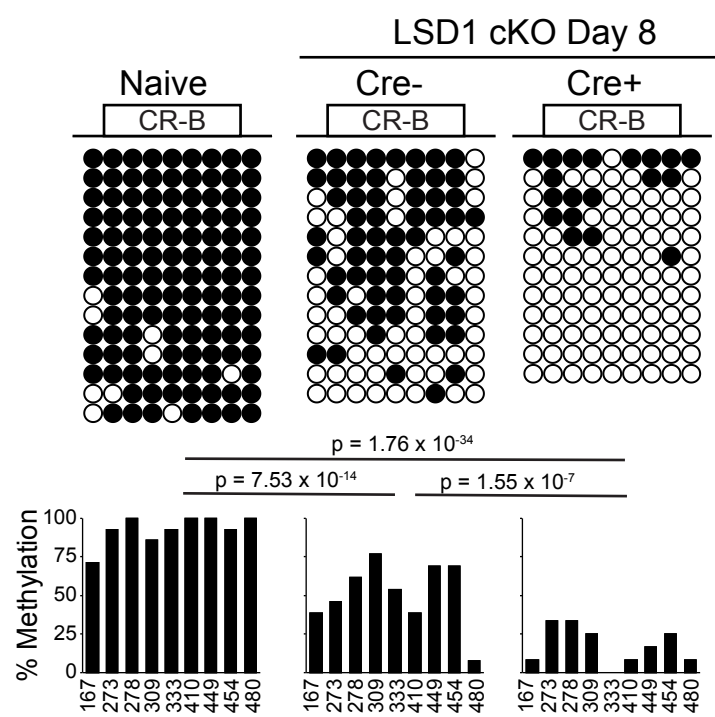 LSD1 cKO Day 8
Naive
Cre-
Cre+
CR-B
CR-B
CR-B
p = 1.76 x 10-34
p = 7.53 x 10-14
p = 1.55 x 10-7
% Methylation
100
75
50
25
0
167 273 278 309 333 410 449 454 480
167 273 278 309 333 410 449 454 480
167 273 278 309 333 410 449 454 480